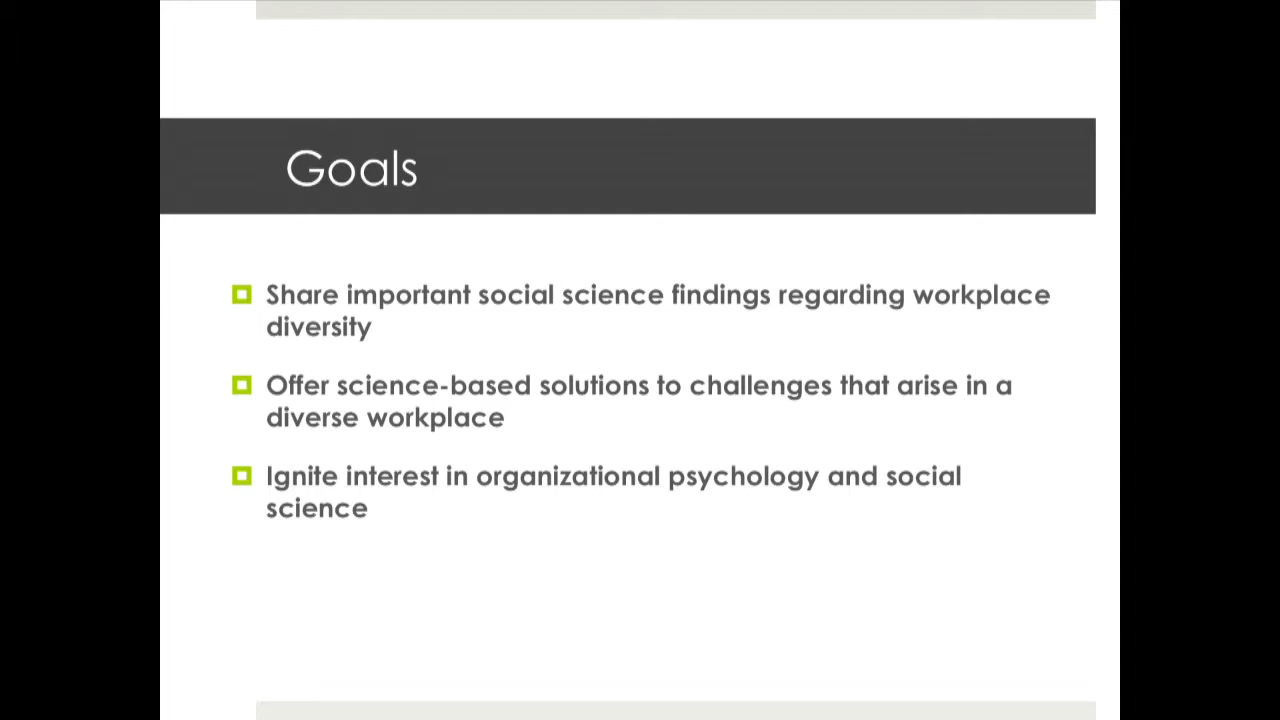 Goals
Share important social science findings regarding workplace
diversity
Offer science-based solutions to challenges that arise in a
diverse workplace
Ignite interest in organizational psychology and social
science